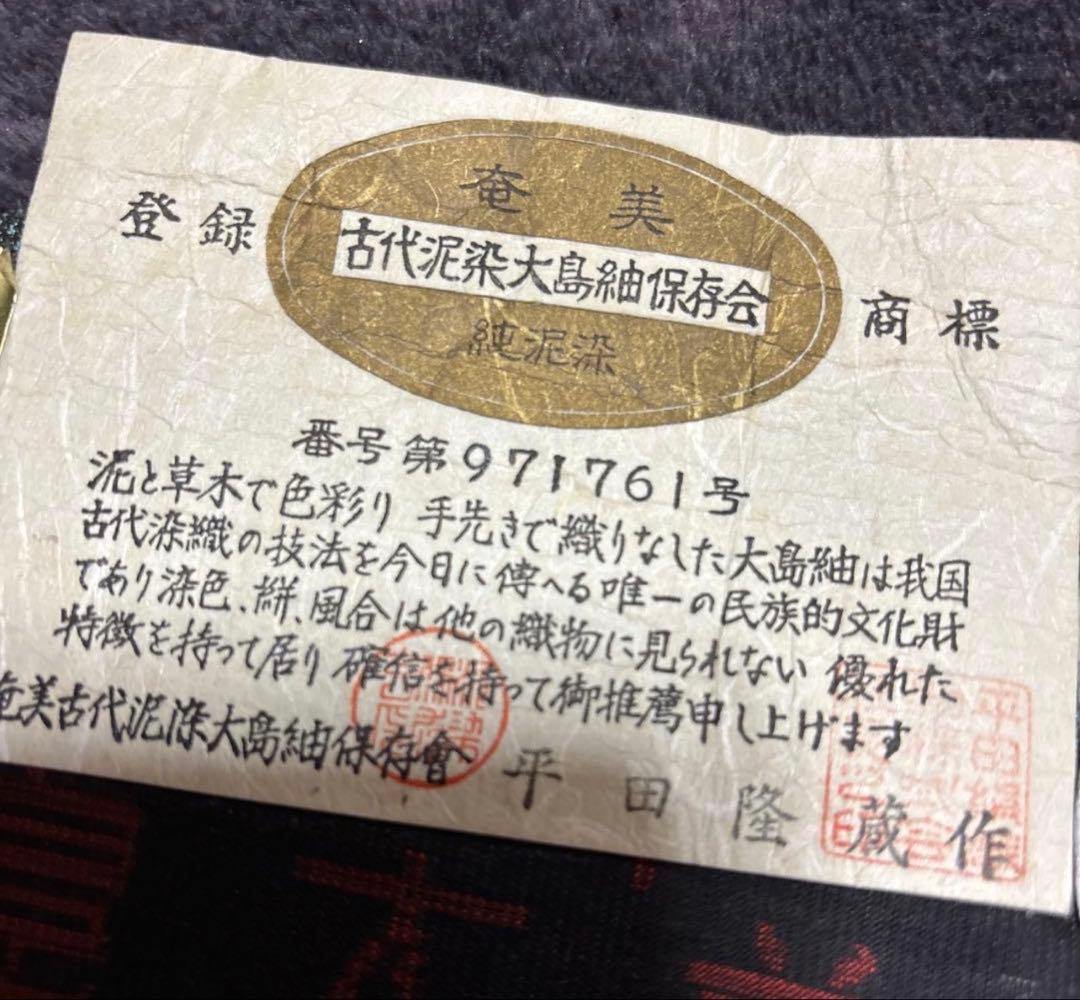 登録
奄美
古代泥染大島紬保存会
純泥染
商標
番号第971761号
泥と草木で色彩り 手先きで織りなした大島紬は我国
古代染織の技法を今日に傳へる唯一の民族的文化財
であり染色、絣、風合は他の織物に見られない 優れた
特徴を持って居り 確信を持って御推薦申し上げます
奄美古代泥染大島紬保存會
平田隆蔵作